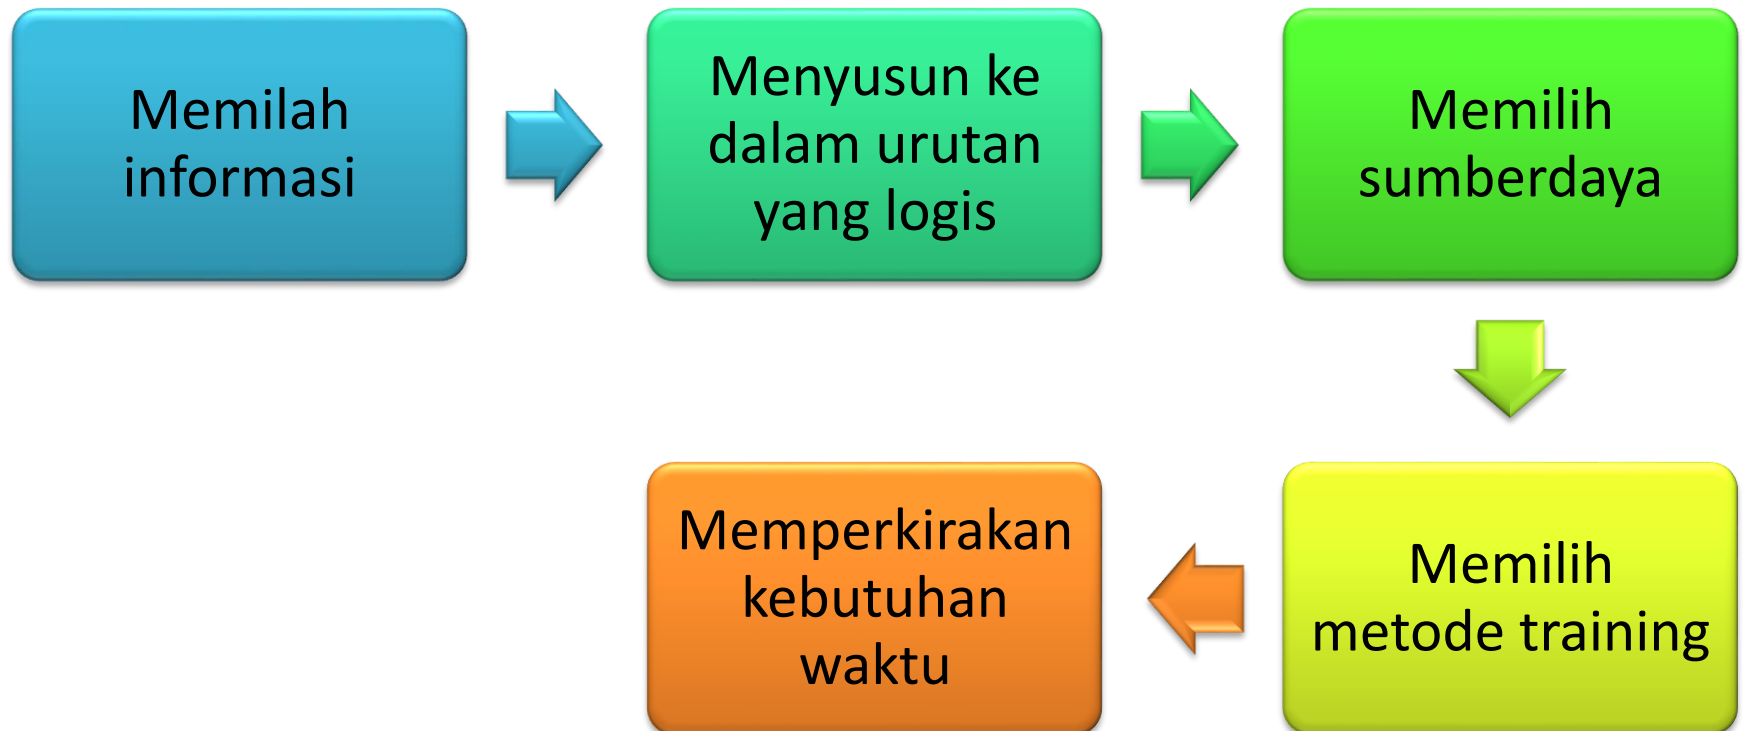 Memilah
informasi
Menyusun ke
dalam urutan
yang logis
Memilih
sumberdaya
Memilih
metode training
Memperkirakan
kebutuhan
waktu